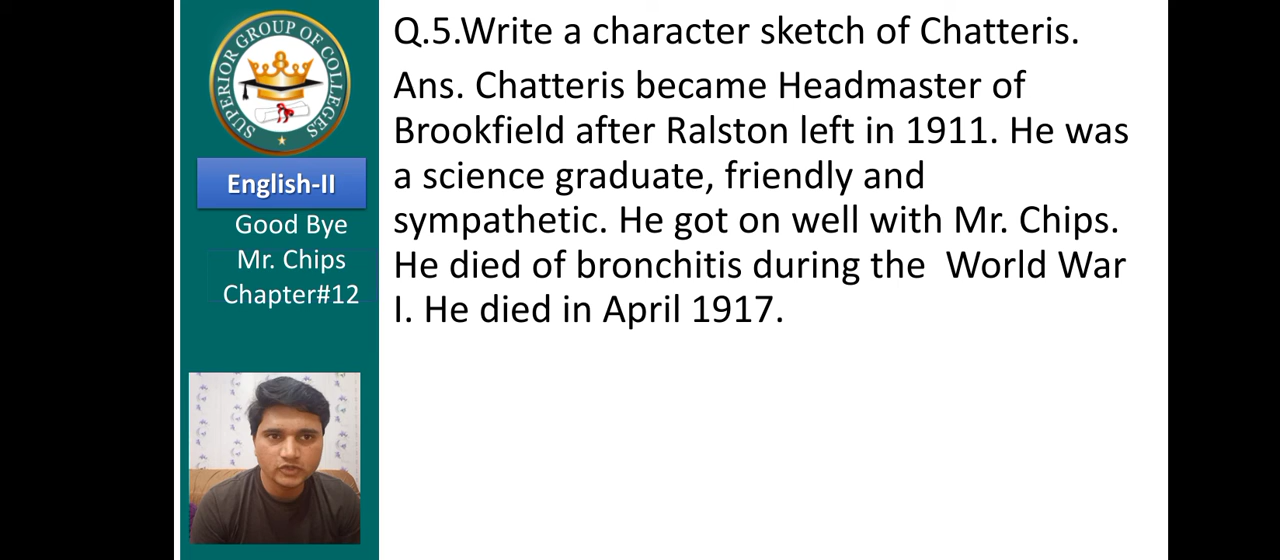 SUPERIOR GROUP OF COLLEGES
English-II
Good Bye
Mr. Chips
Chapter#12
Q.5.Write a character sketch of Chatteris.
Ans. Chatteris became Headmaster of
Brookfield after Ralston left in 1911. He was
a science graduate, friendly and
sympathetic. He got on well with Mr. Chips.
He died of bronchitis during the  World War
I. He died in April 1917.